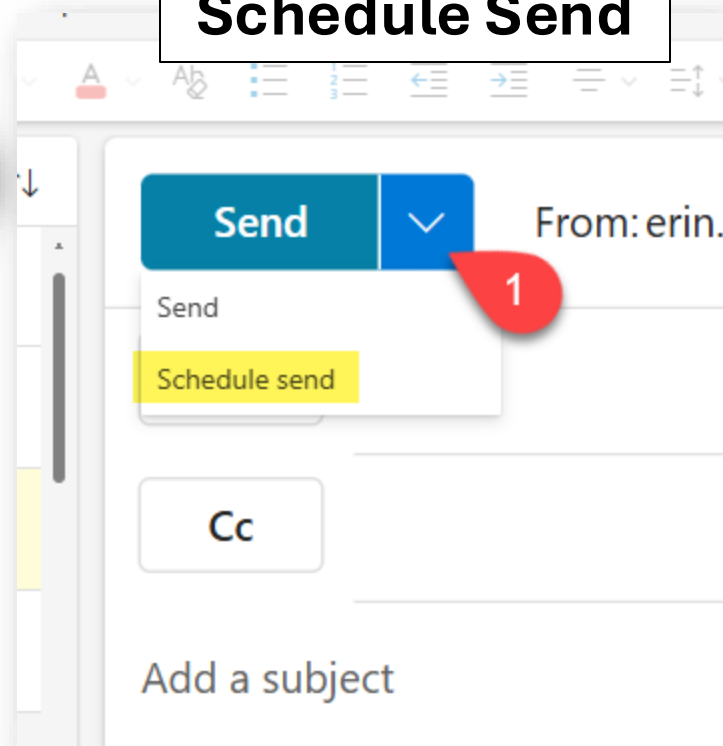 Schedule Send
Send
From: erin.
1
Send
Schedule send
Cc
Add a subject